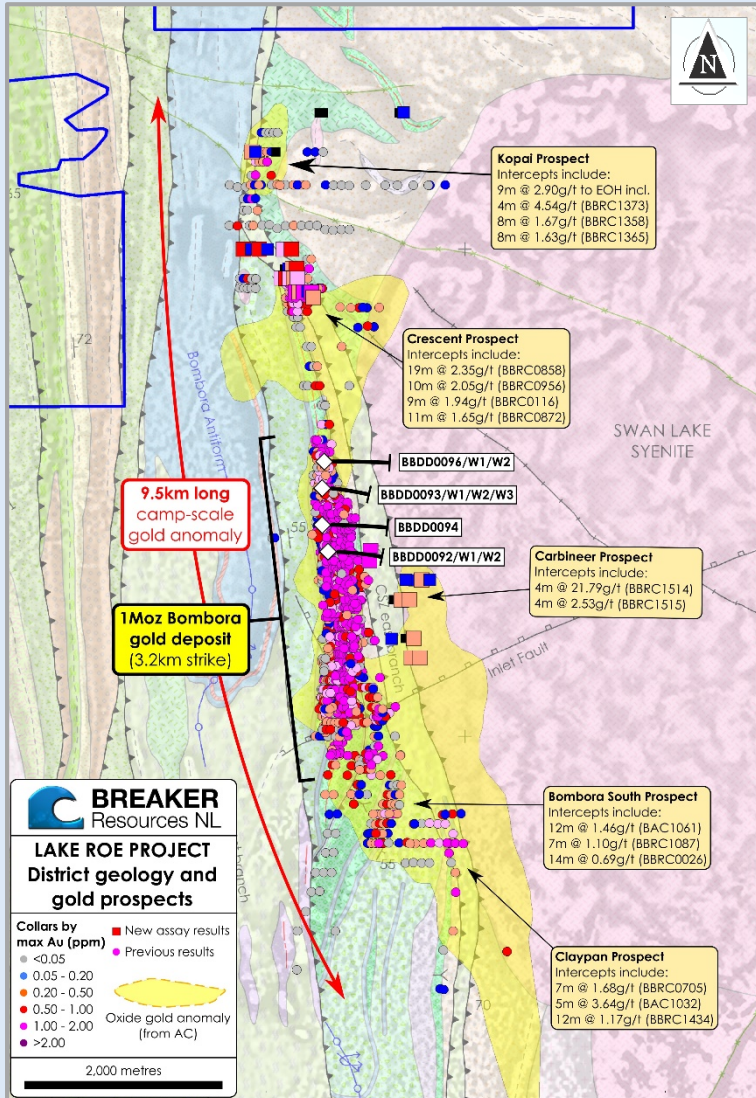 N
Kopai Prospect
Intercepts include:
9m @ 2.90g/t to EOH incl.
4m @ 4.54g/t (BBRC1373)
8m @ 1.67g/t (BBRC1358)
8m @ 1.63g/t (BBRC1365)
72
Bombora Antiform
Crescent Prospect
Intercepts include:
19m @ 2.35g/t (BBRC0858)
10m @ 2.05g/t (BBRC0956)
9m @ 1.94g/t (BBRC0116)
11m @ 1.65g/t (BBRC0872)
SWAN LAKE
SYENITE
BBDD0096/W1/W2
BBDD0093/W1/W2/W3
BBDD0094
BBDD0092/W1/W2
9.5km long
camp-scale
gold anomaly
55
Carbineer Prospect
Intercepts include:
4m @ 21.79g/t (BBRC1514)
4m @ 2.53g/t (BBRC1515)
CSZ east branch
1Moz Bombora
gold deposit
(3.2km strike)
Inlet Fault
Bombora South Prospect
Intercepts include:
12m @ 1.46g/t (BAC1061)
7m @ 1.10g/t (BBRC1087)
14m @ 0.69g/t (BBRC0026)
55
branch
Claypan Prospect
Intercepts include:
7m @ 1.68g/t (BBRC0705)
5m @ 3.64g/t (BAC1032)
12m @ 1.17g/t (BBRC1434)
70
BREAKER
Resources NL
LAKE ROE PROJECT
District geology and
gold prospects
Collars by
max Au (ppm)
<0.05
0.05 - 0.20
0.20 - 0.50
0.50 - 1.00
1.00 - 2.00
>2.00
New assay results
Previous results
Oxide gold anomaly
(from AC)
2,000 metres